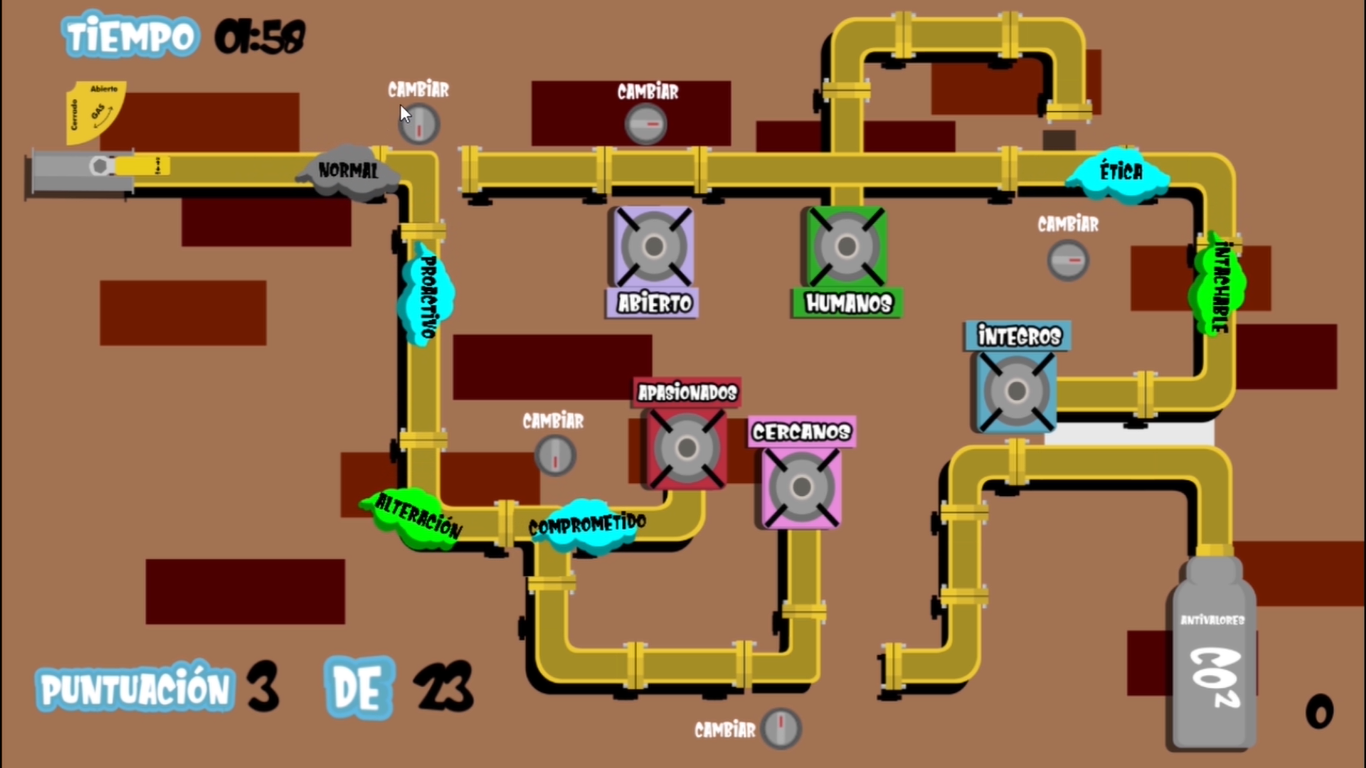 TIEMPO 01:58
Abierto
Cerrado
GAS
CAMBIAR
CAMBIAR
NORMAL
ÉTICA
CAMBIAR
PROACTIVO
INTACHABLE
ABIERTO
HUMANOS
ÍNTEGROS
APASIONADOS
CAMBIAR
CERCANOS
ALTERACIÓN
COMPROMETIDO
ANTIVALORES
CO²
PUNTUACIÓN 3 DE 23
CAMBIAR
0